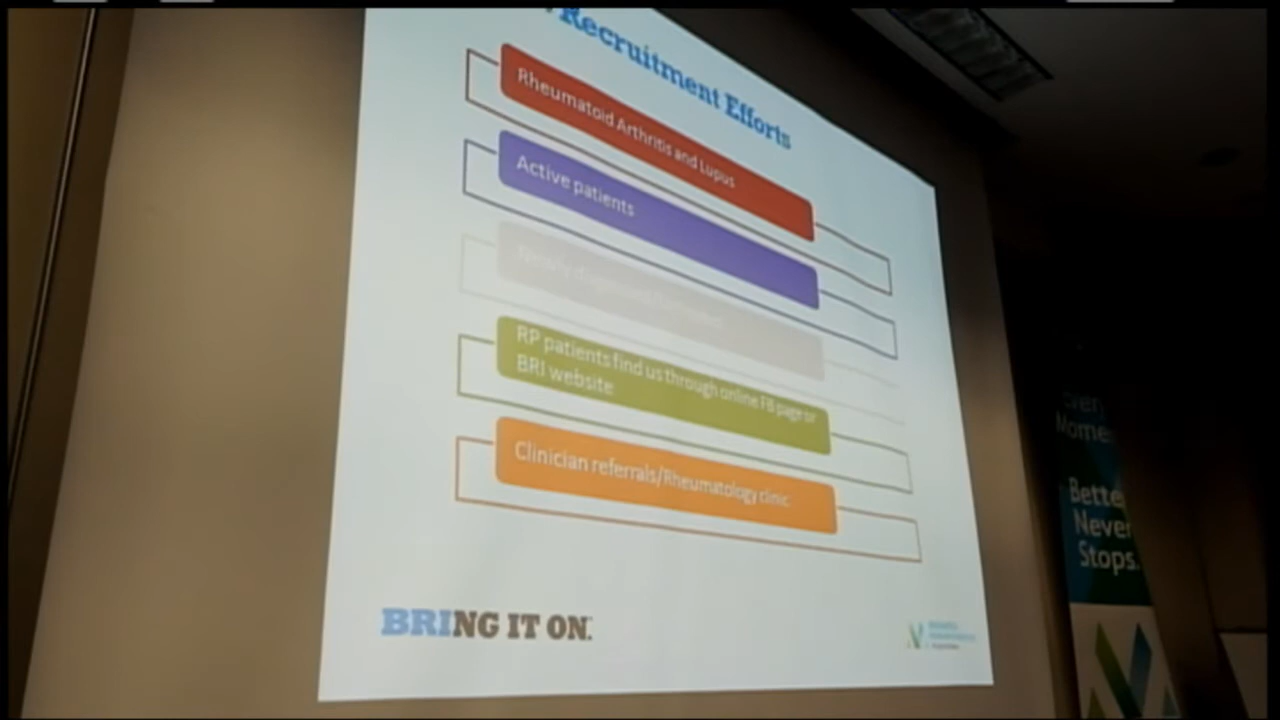 Recruitment Efforts
Rheumatoid Arthritis and Lupus
Active patients
RP patients find us through online FB page or
BRI website
Clinician referrals/Rheumatology clinic
BRING IT ON.
Better
Never
Stops.